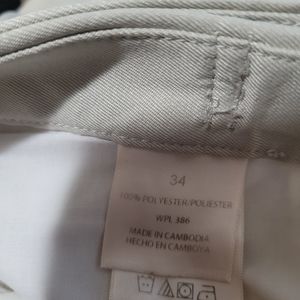 34
100% POLYESTER/POLIESTER
WPL 386
MADE IN CAMBODIA
HECHO EN CAMBOYA